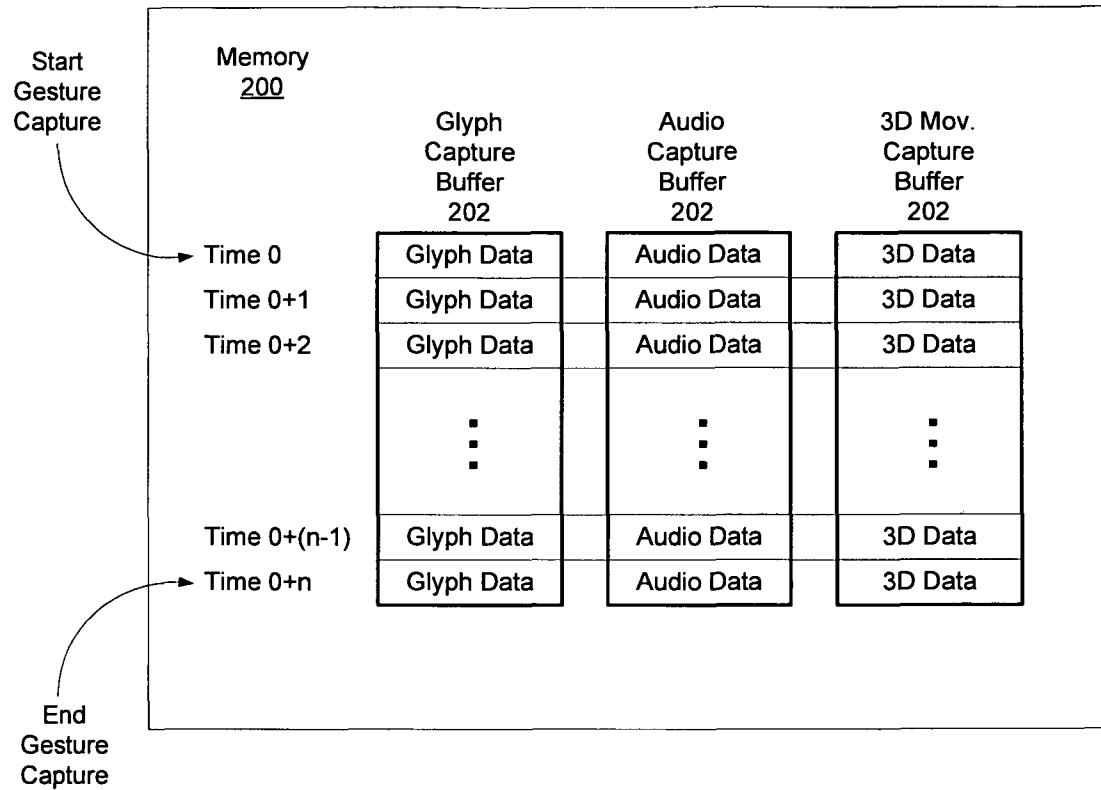 Start
Gesture
Capture
Memory
200
Glyph
Capture
Buffer
202
Audio
Capture
Buffer
202
3D Mov.
Capture
Buffer
202
Time 0 Glyph Data Audio Data 3D Data
Time 0+1 Glyph Data Audio Data 3D Data
Time 0+2 Glyph Data Audio Data 3D Data
Time 0+(n-1) Glyph Data Audio Data 3D Data
Time 0+n Glyph Data Audio Data 3D Data
End
Gesture
Capture